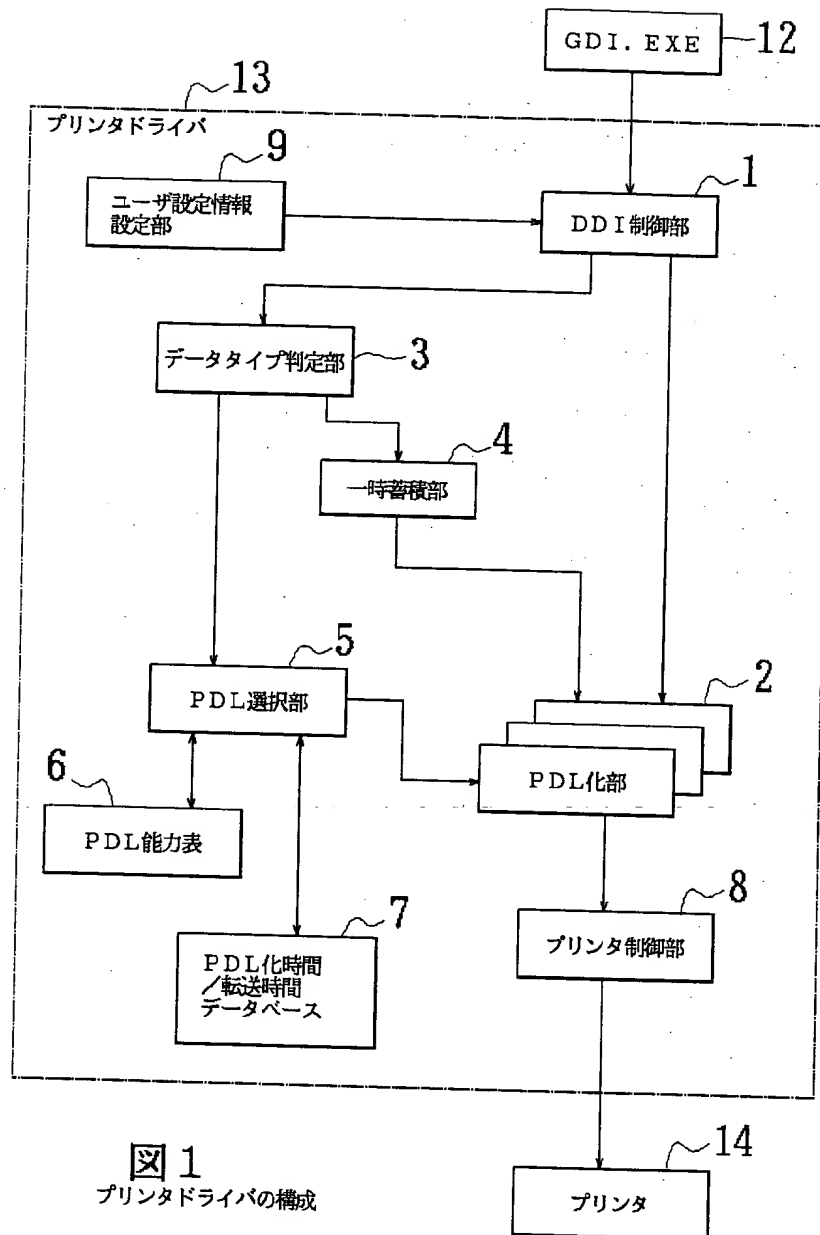 GDI.EXE
12
13
プリンタドライバ
9
ユーザ設定情報
設定部
1
DDI制御部
データタイプ判定部
3
4
一時蓄積部
5
PDL選択部
2
PDL化部
6
PDL能力表
7
PDL化時間
/転送時間
データベース
8
プリンタ制御部
図1
プリンタドライバの構成
14
プリンタ